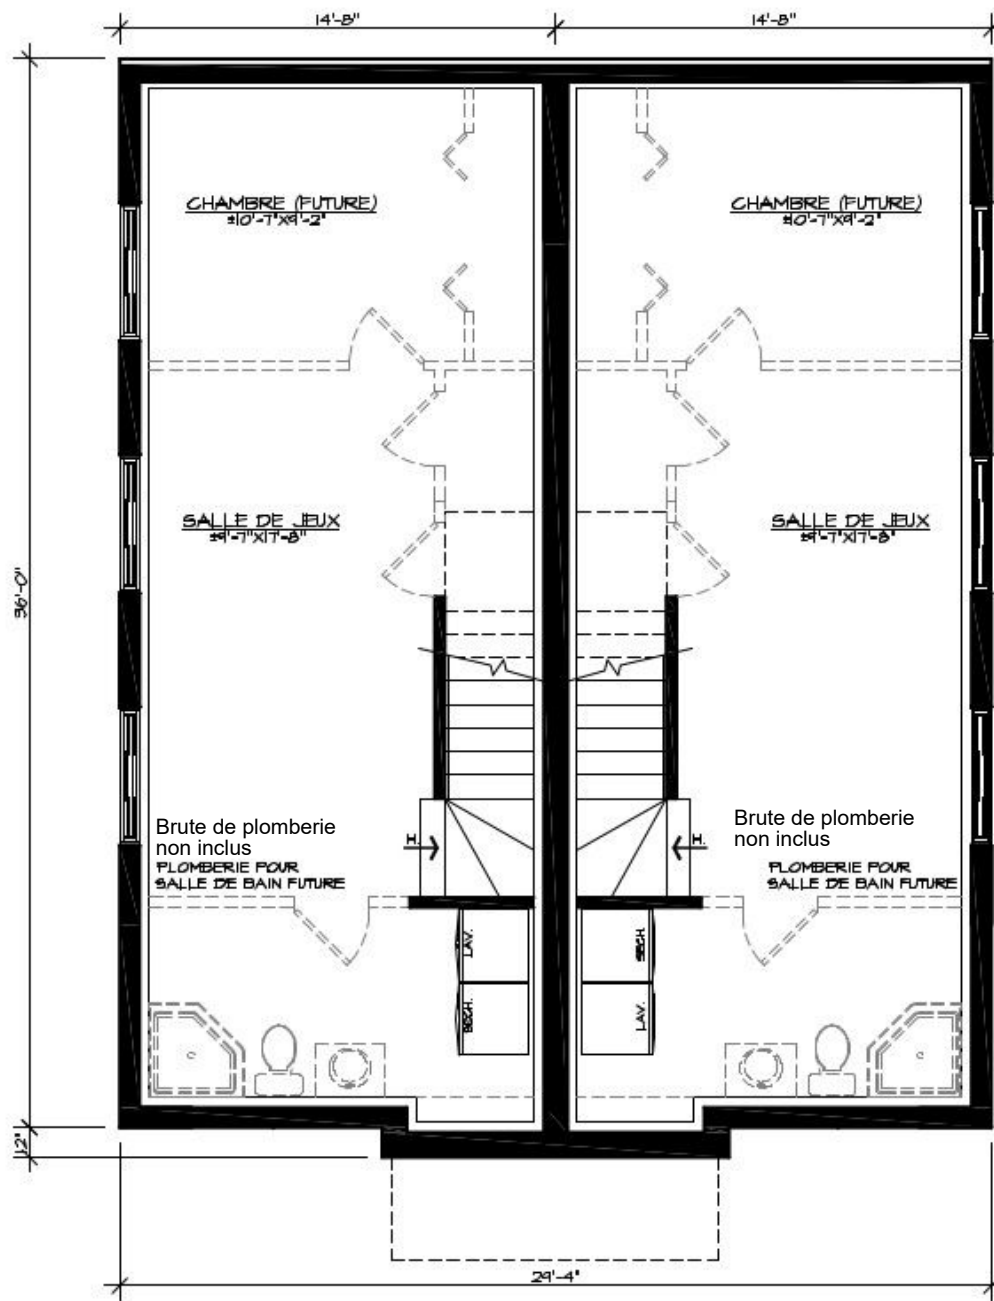 14'-8" 14'-8"
CHAMBRE (FUTURE)
±10'-7"X9'-2"
CHAMBRE (FUTURE)
±10'-7"X9'-2"
SALLE DE JEUX
±9'-7"X17'-8"
SALLE DE JEUX
±9'-7"X17'-8"
36'-0"
Brute de plomberie
non inclus
PLOMBERIE POUR
SALLE DE BAIN FUTURE
H.
H.
Brute de plomberie
non inclus
PLOMBERIE POUR
SALLE DE BAIN FUTURE
LAV.
SECH.
SECH.
LAV.
12"
29'-4"